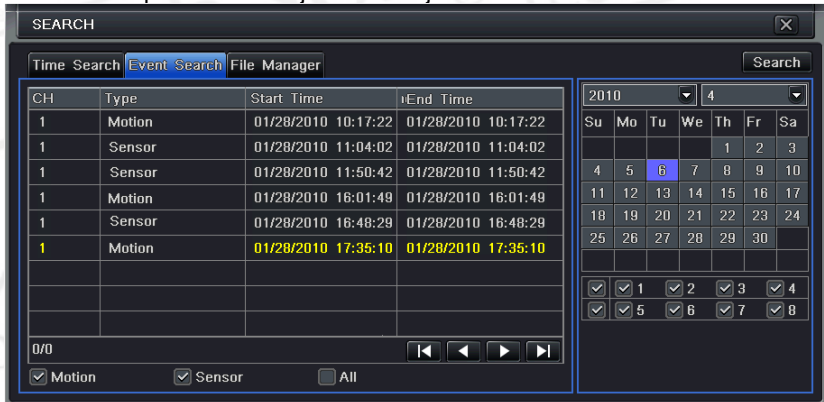 SEARCH
Time Search Event Search File Manager Search
CH Type Start Time End Time
1 Motion 01/28/2010 10:17:22 01/28/2010 10:17:22
1 Sensor 01/28/2010 11:04:02 01/28/2010 11:04:02
1 Sensor 01/28/2010 11:50:42 01/28/2010 11:50:42
1 Motion 01/28/2010 16:01:49 01/28/2010 16:01:49
1 Sensor 01/28/2010 16:48:29 01/28/2010 16:48:29
1 Motion 01/28/2010 17:35:10 01/28/2010 17:35:10
0/0
Motion Sensor All
2010 4
Su Mo Tu We Th Fr Sa
1 2 3
4 5 6 7 8 9 10
11 12 13 14 15 16 17
18 19 20 21 22 23 24
25 26 27 28 29 30
1 2 3 4
5 6 7 8